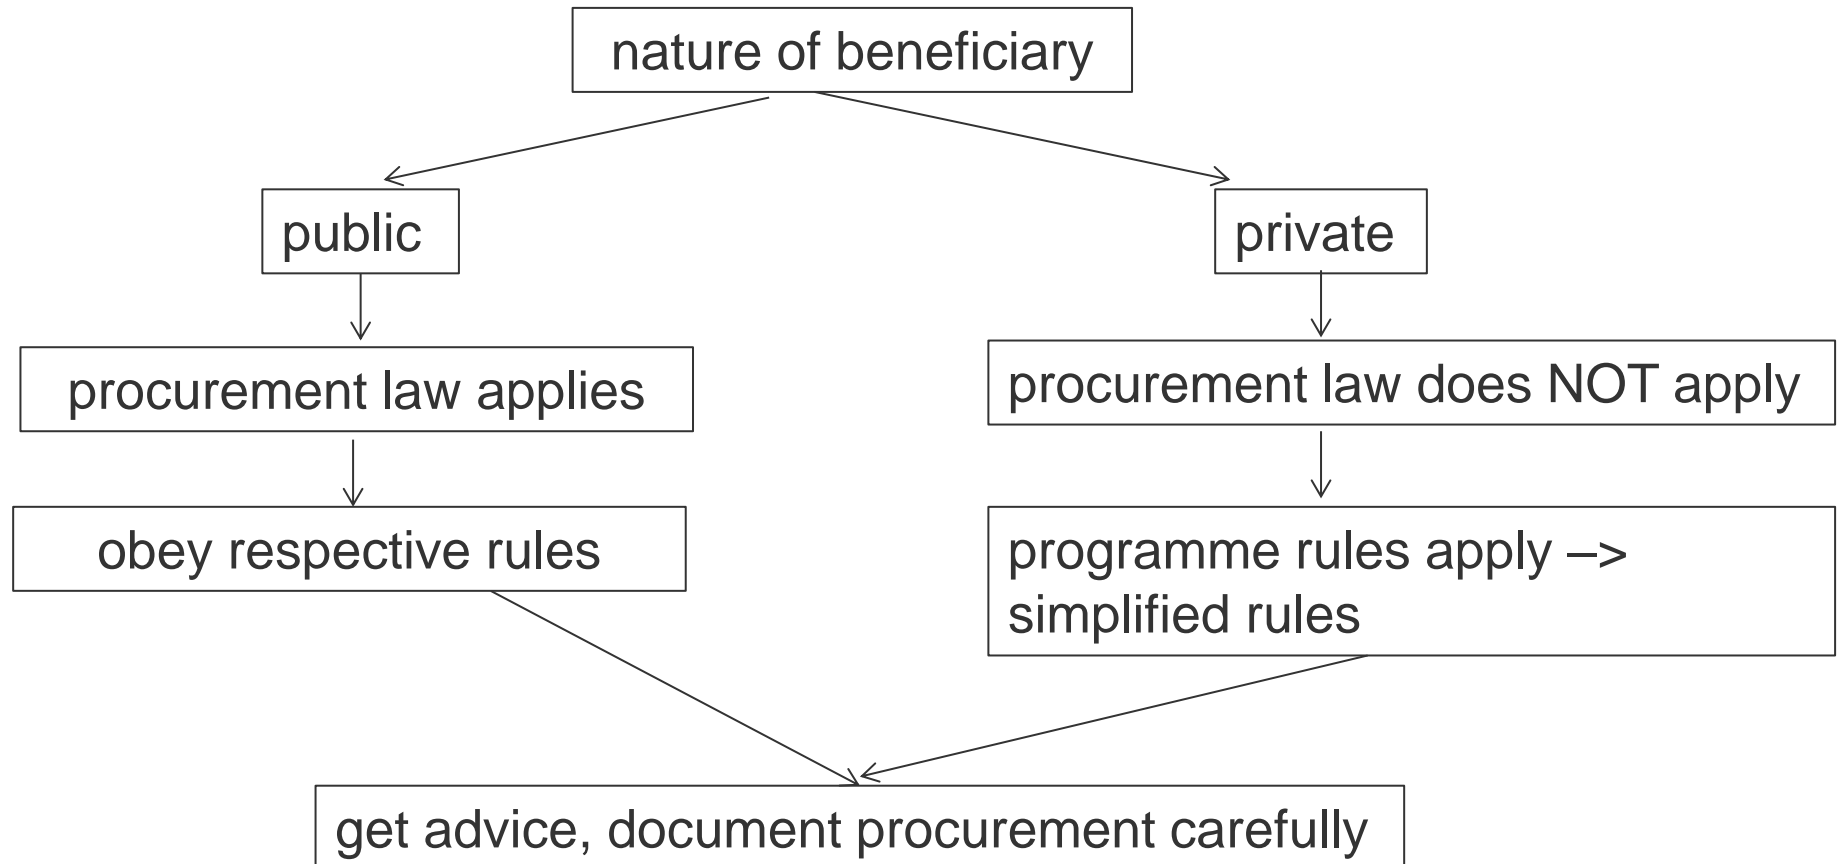 nature of beneficiary
public
private
procurement law applies
procurement law does NOT apply
obey respective rules
programme rules apply –>
simplified rules
get advice, document procurement carefully